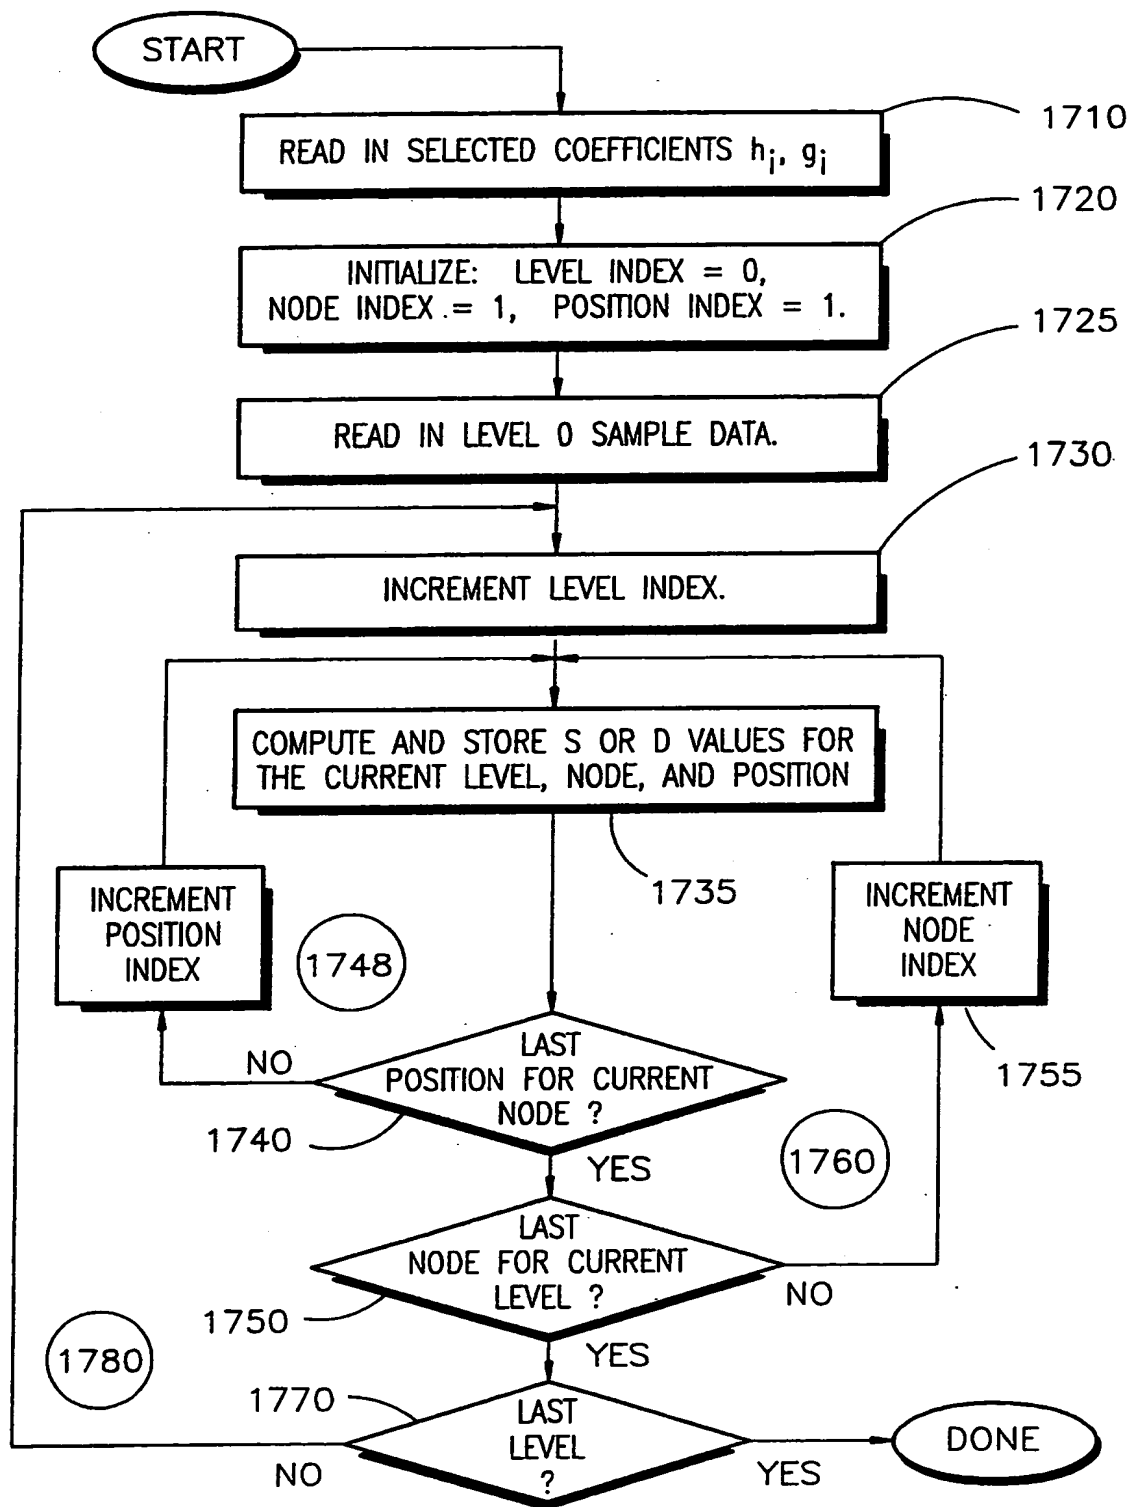 START
READ IN SELECTED COEFFICIENTS hi, gi
1710
1720
INITIALIZE: LEVEL INDEX = 0,
NODE INDEX = 1, POSITION INDEX = 1.
1725
READ IN LEVEL 0 SAMPLE DATA.
1730
INCREMENT LEVEL INDEX.
COMPUTE AND STORE S OR D VALUES FOR
THE CURRENT LEVEL, NODE, AND POSITION
1735
INCREMENT
POSITION
INDEX
1748
INCREMENT
NODE
INDEX
1755
LAST
POSITION FOR CURRENT
NODE ?
NO
1740
YES
1760
LAST
NODE FOR CURRENT
LEVEL ?
NO
1750
YES
1780
1770
LAST
LEVEL
?
NO
YES
DONE